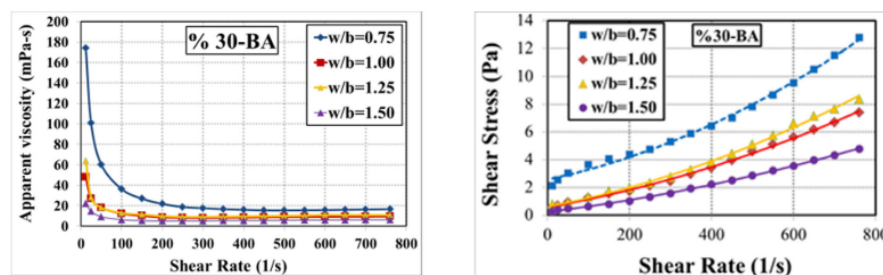 % 30-BA
Apparent viscosity (mPa-s)
200
180
160
140
120
100
80
60
40
20
0
w/b=0.75
w/b=1.00
w/b=1.25
w/b=1.50
0 100 200 300 400 500 600 700 800
Shear Rate (1/s)
%30-BA
Shear Stress (Pa)
14
12
10
8
6
4
2
0
w/b=0.75
w/b=1.00
w/b=1.25
w/b=1.50
0 200 400 600 800
Shear Rate (1/s)